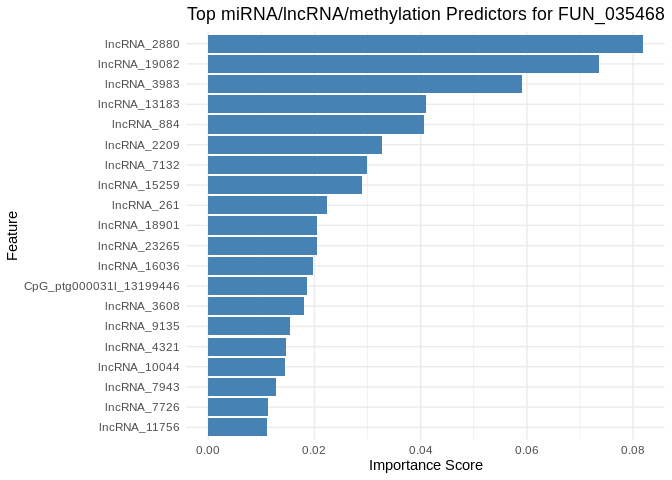 Top miRNA/lncRNA/methylation Predictors for FUN_035468
lncRNA_2880
lncRNA_19082
lncRNA_3983
lncRNA_13183
lncRNA_884
lncRNA_2209
lncRNA_7132
lncRNA_15259
lncRNA_261
lncRNA_18901
lncRNA_23265
lncRNA_16036
CpG_ptg000031l_13199446
lncRNA_3608
lncRNA_9135
lncRNA_4321
lncRNA_10044
lncRNA_7943
lncRNA_7726
lncRNA_11756
Feature
0.00 0.02 0.04 0.06 0.08
Importance Score